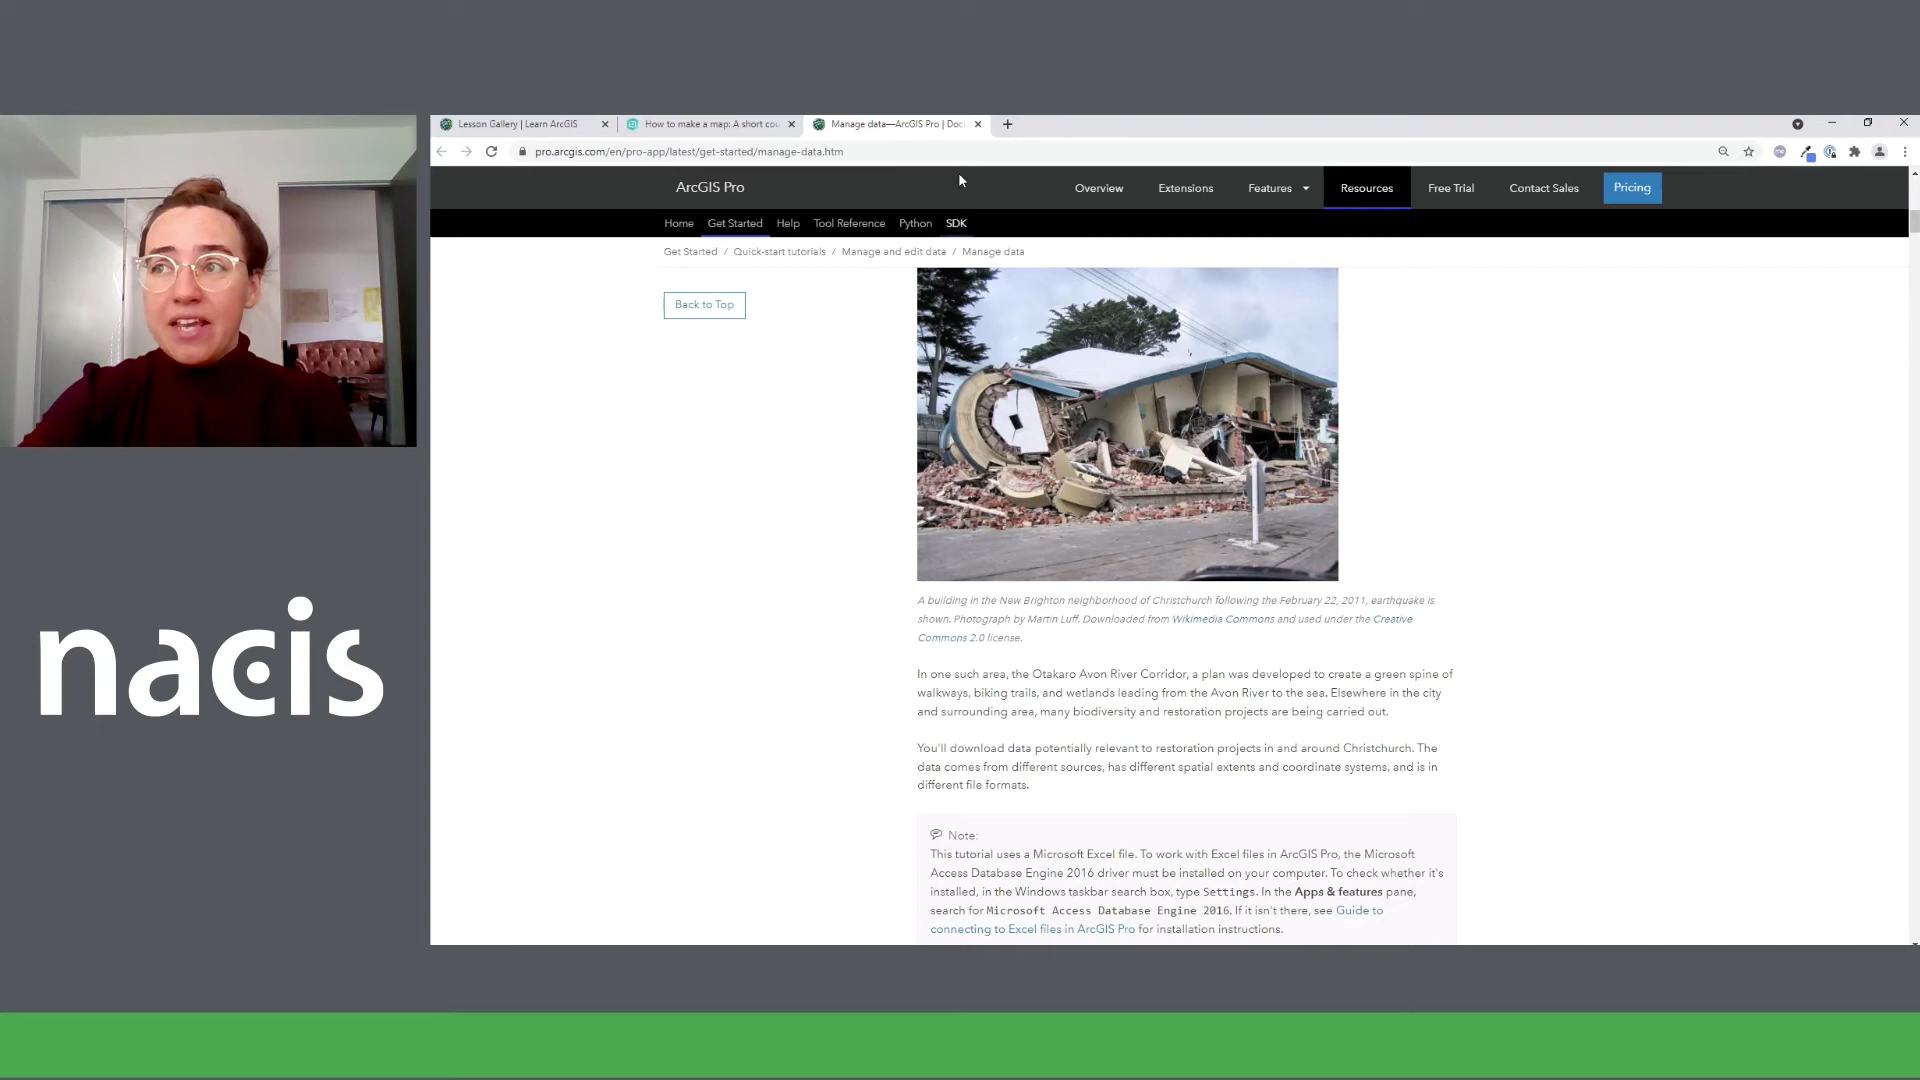 Lesson Gallery | Learn ArcGIS
How to make a map: A short cou
Manage data—ArcGIS Pro | Doc
pro.arcgis.com/en/pro-app/latest/get-started/manage-data.htm
ArcGIS Pro
Overview
Extensions
Features
Resources
Free Trial
Contact Sales
Pricing
Home
Get Started
Help
Tool Reference
Python
SDK
Get Started / Quick-start tutorials / Manage and edit data / Manage data
Back to Top
A building in the New Brighton neighborhood of Christchurch following the February 22, 2011, earthquake is
shown. Photograph by Martin Luff. Downloaded from Wikimedia Commons and used under the Creative
Commons 2.0 license.
In one such area, the Otakaro Avon River Corridor, a plan was developed to create a green spine of
walkways, biking trails, and wetlands leading from the Avon River to the sea. Elsewhere in the city
and surrounding area, many biodiversity and restoration projects are being carried out.
You'll download data potentially relevant to restoration projects in and around Christchurch. The
data comes from different sources, has different spatial extents and coordinate systems, and is in
different file formats.
Note:
This tutorial uses a Microsoft Excel file. To work with Excel files in ArcGIS Pro, the Microsoft
Access Database Engine 2016 driver must be installed on your computer. To check whether it's
installed, in the Windows taskbar search box, type Settings. In the Apps & features pane,
search for Microsoft Access Database Engine 2016. If it isn't there, see Guide to
connecting to Excel files in ArcGIS Pro for installation instructions.
nacis